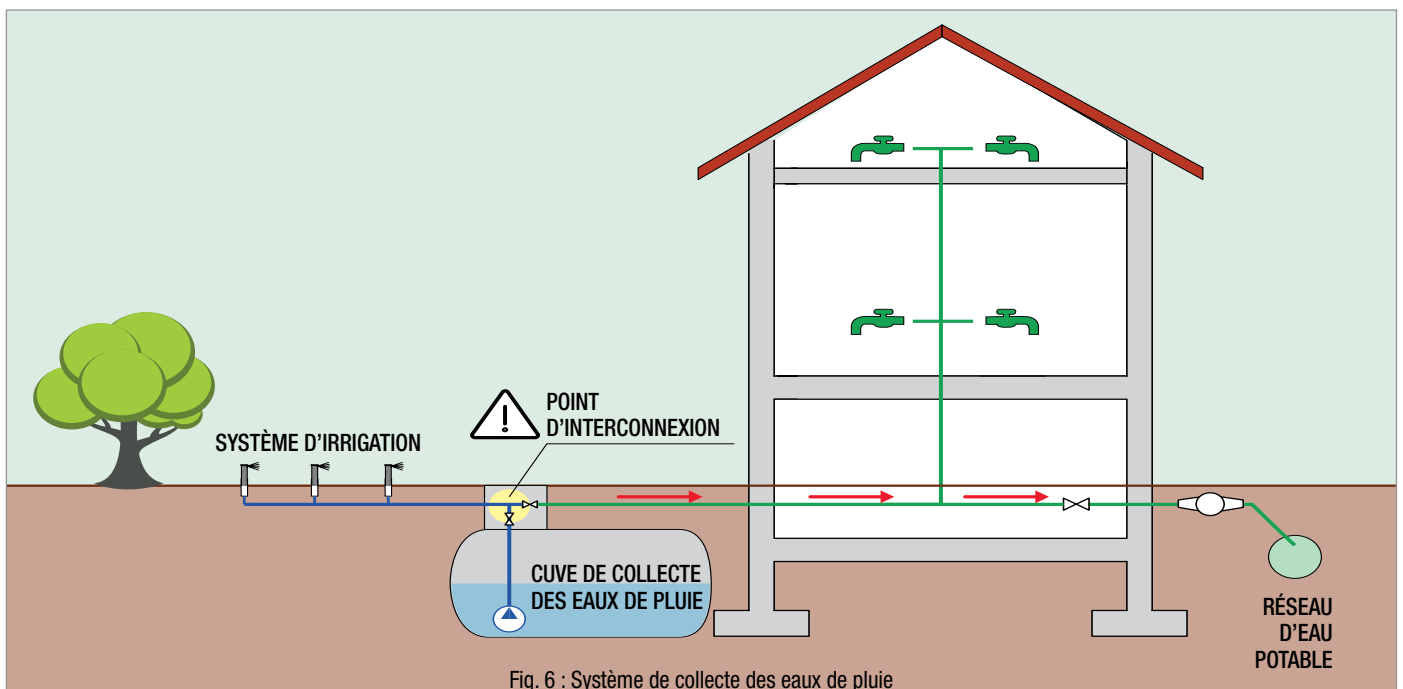 POINT
D'INTERCONNEXION
SYSTÈME D'IRRIGATION
CUVE DE COLLECTE
DES EAUX DE PLUIE
RÉSEAU
D'EAU
POTABLE
Fig. 6 : Système de collecte des eaux de pluie